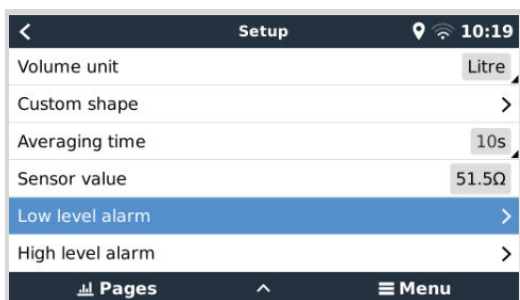 Setup 10:19
Volume unit Litre
Custom shape
Averaging time 10s
Sensor value 51.5Ω
Low level alarm
High level alarm
Pages Menu